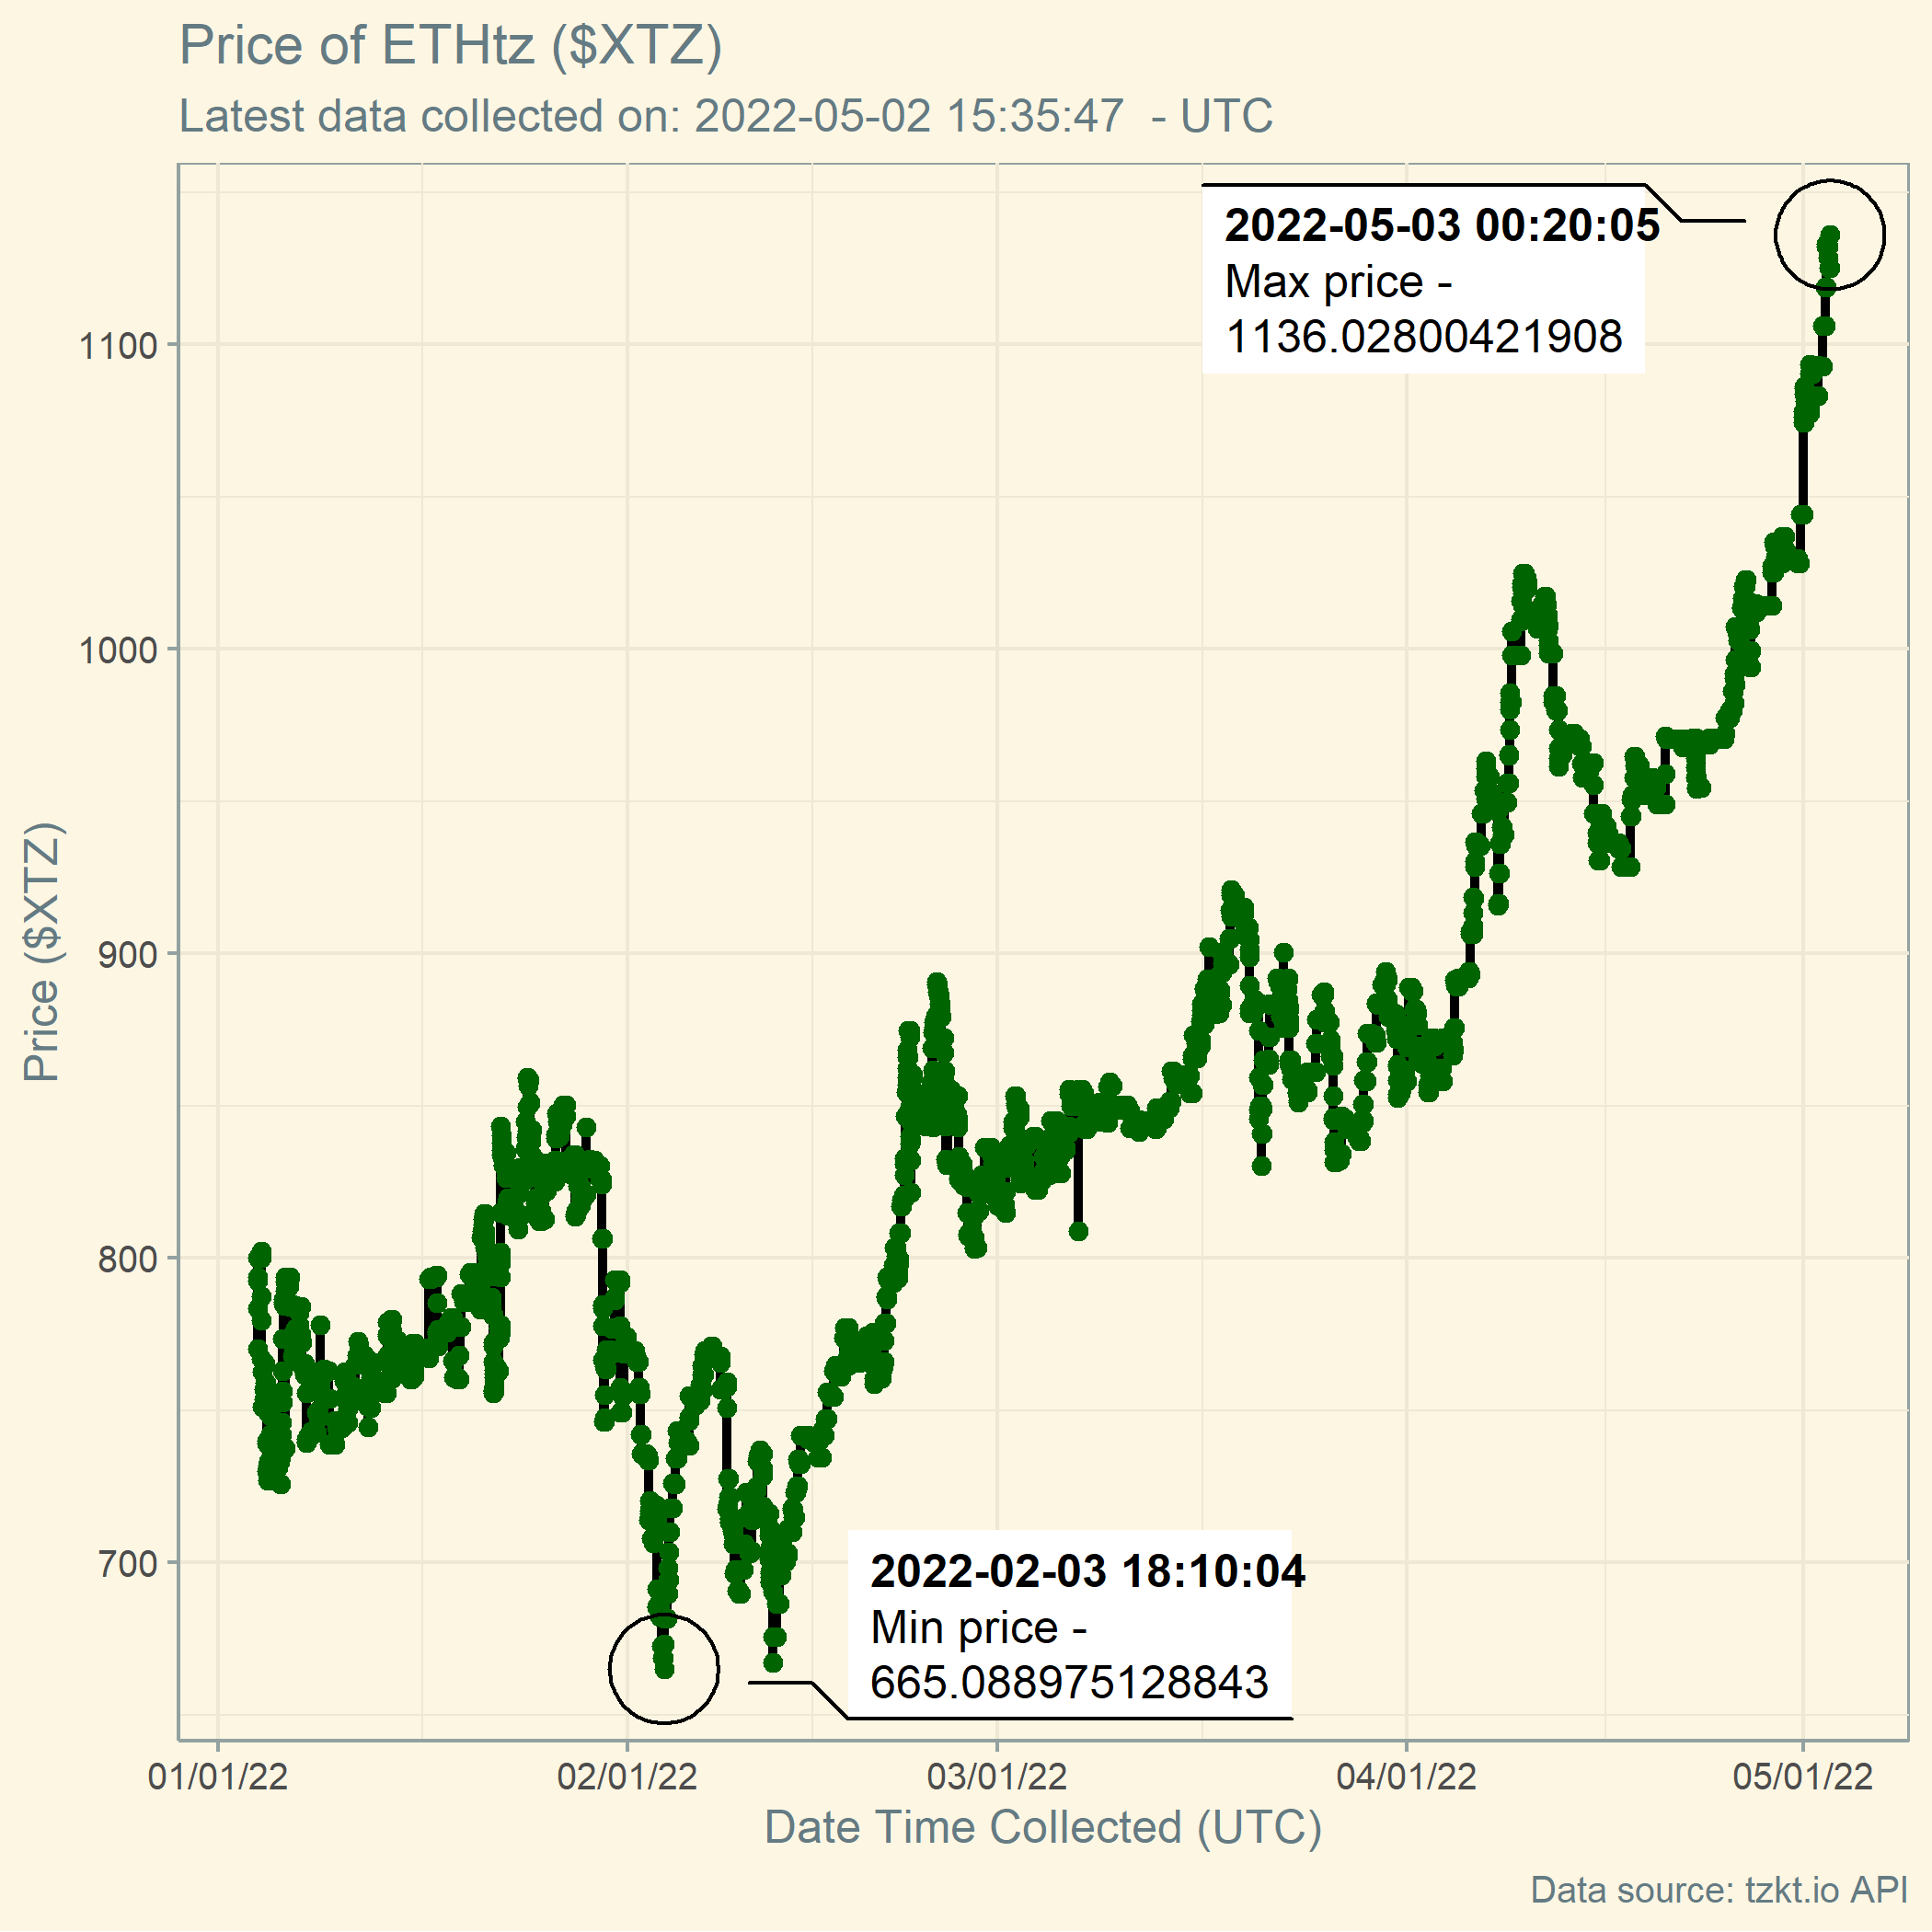 Price of ETHtz ($XTZ)
Latest data collected on: 2022-05-02 15:35:47  - UTC
2022-05-03 00:20:05
Max price -
1136.02800421908
1100
1000
900
800
700
Price ($XTZ)
2022-02-03 18:10:04
Min price -
665.088975128843
01/01/22
02/01/22
03/01/22
04/01/22
05/01/22
Date Time Collected (UTC)
Data source: tzkt.io API